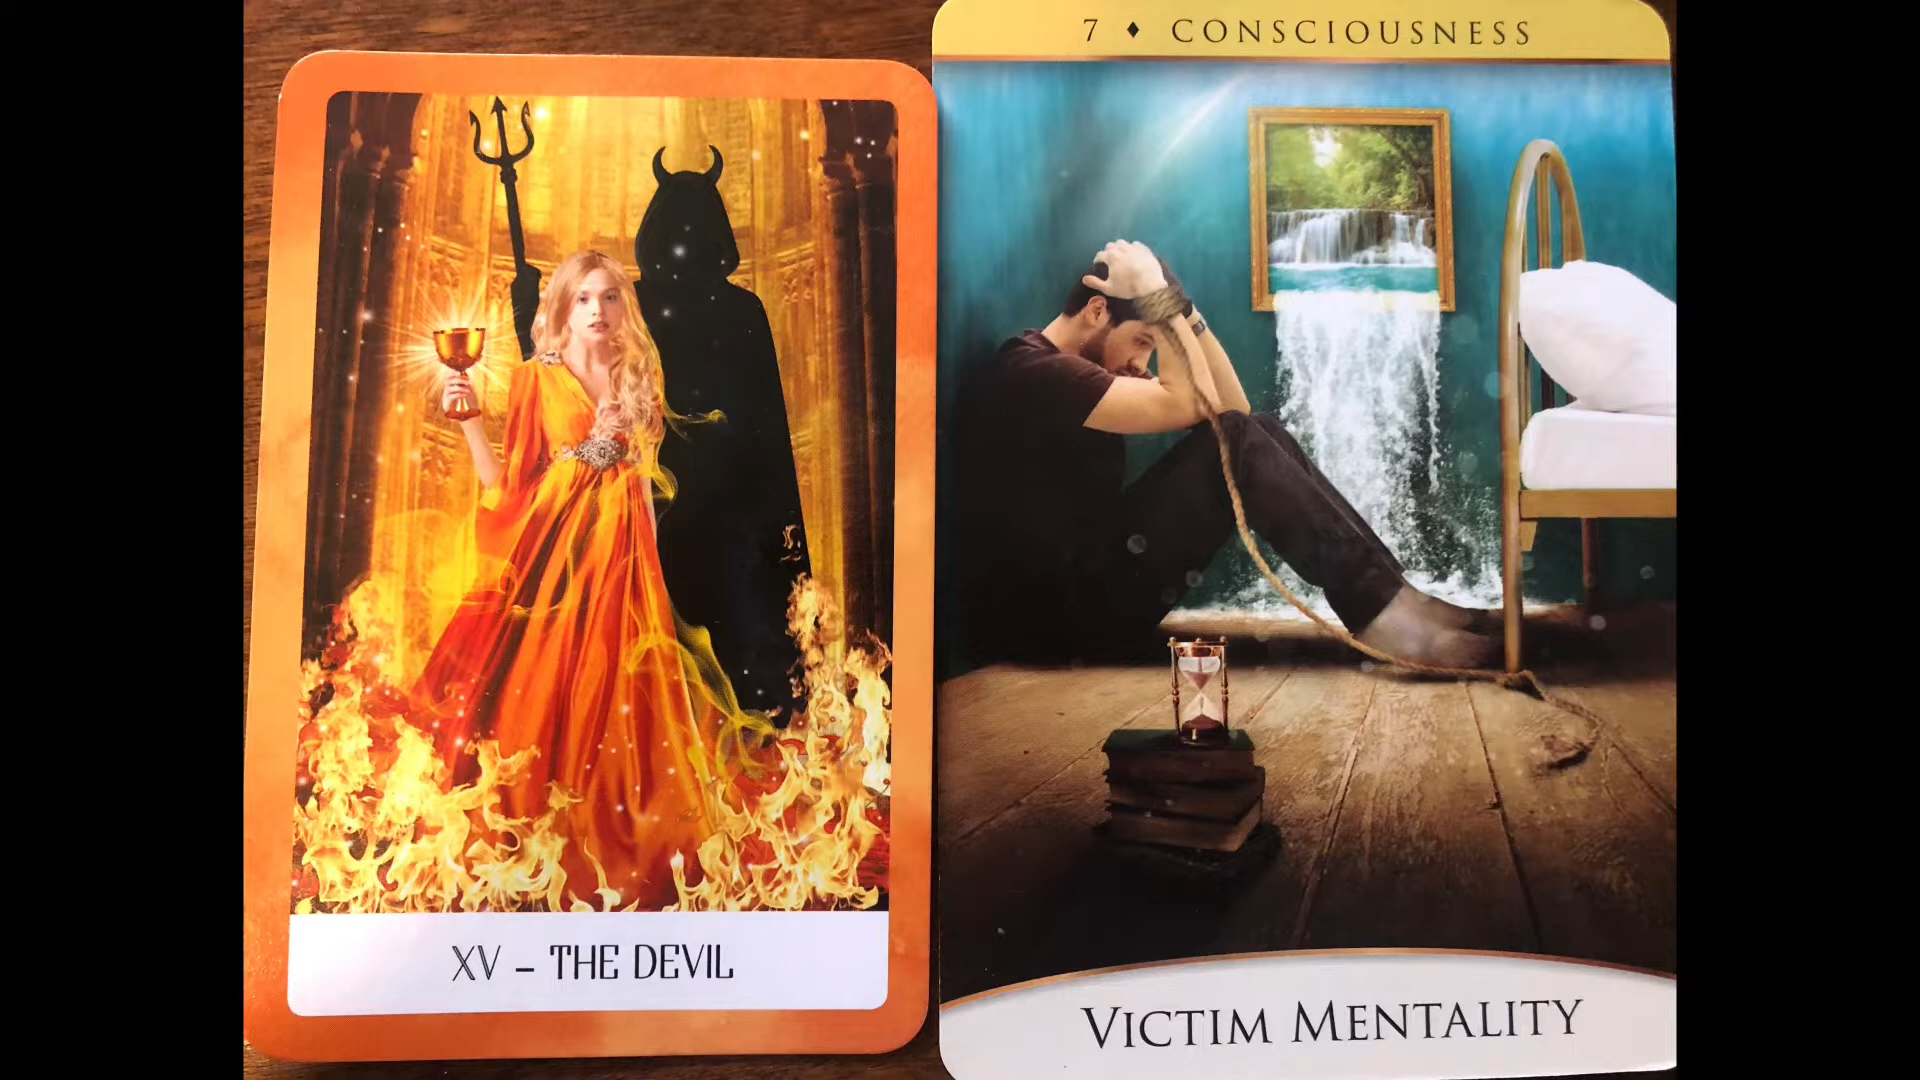 XV – THE DEVIL
7 ♦ CONSCIOUSNESS
VICTIM MENTALITY